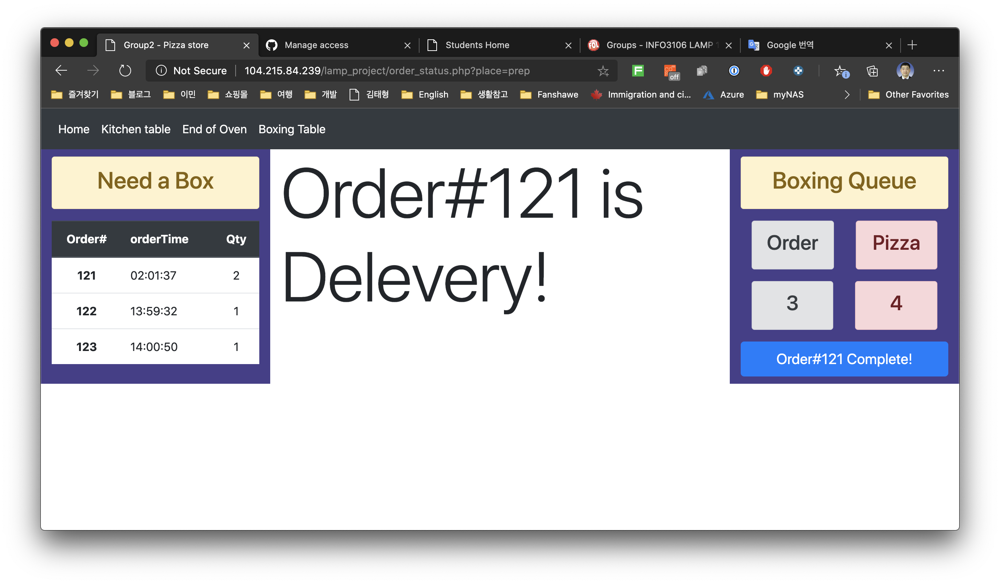 Group2 - Pizza store
Manage access
Students Home
FOL
Groups - INFO3106 LAMP 1
Google 번역
Not Secure
104.215.84.239/lamp_project/order_status.php?place=prep
off
즐겨찾기
블로그
이민
쇼핑몰
여행
개발
김태형
English
생활참고
Fanshawe
Immigration and ci...
Azure
myNAS
Other Favorites
Home Kitchen table End of Oven Boxing Table
Need a Box
Order# orderTime Qty
121 02:01:37 2
122 13:59:32 1
123 14:00:50 1
Order#121 is
Delevery!
Boxing Queue
Order Pizza
3 4
Order#121 Complete!